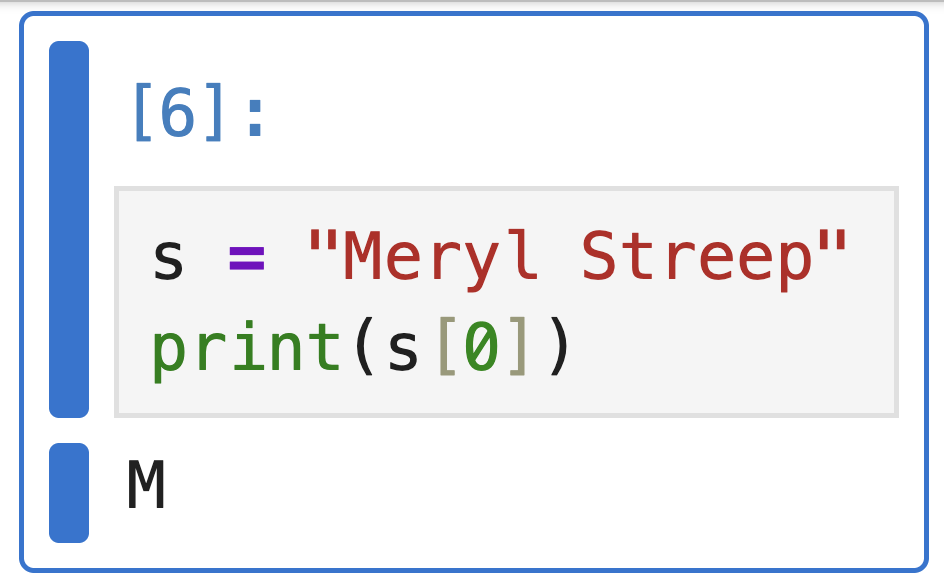 [6]:
s = "Meryl Streep"
print(s[0])
M